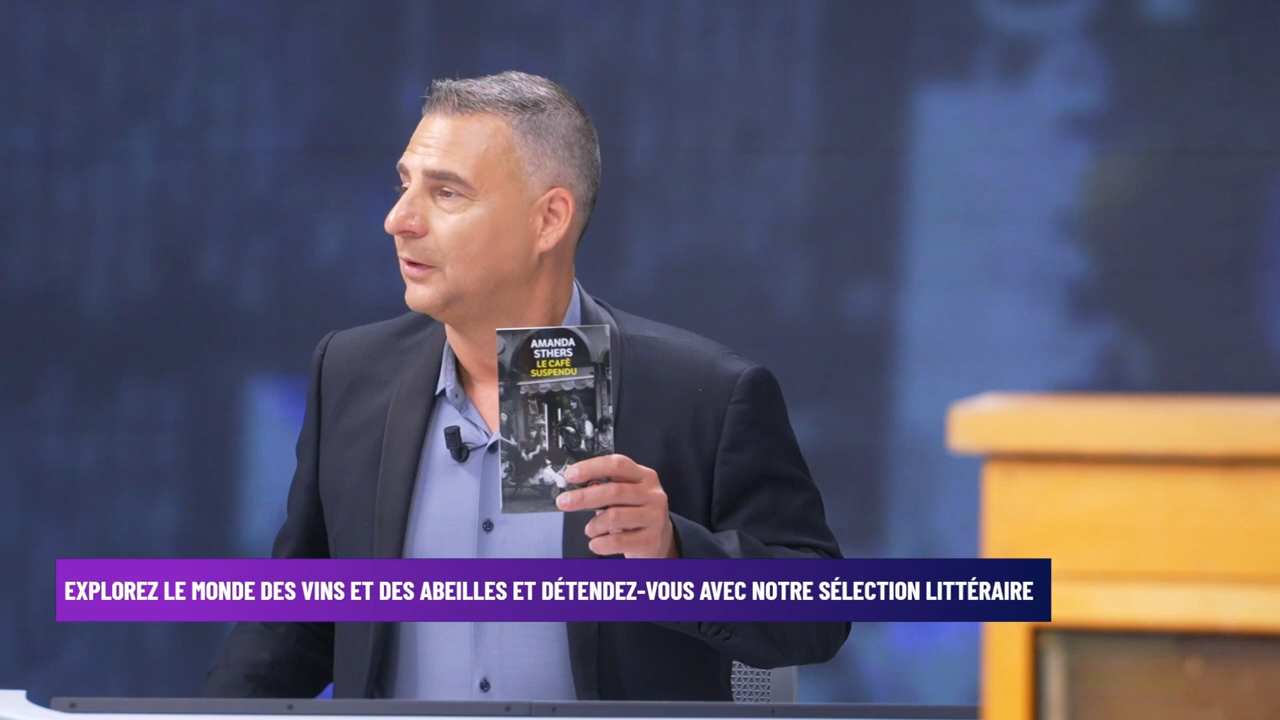 AMANDA
STHERS
LE CAFÉ
SUSPENDU
EXPLOREZ LE MONDE DES VINS ET DES ABEILLES ET DÉTENDEZ-VOUS AVEC NOTRE SÉLECTION LITTÉRAIRE